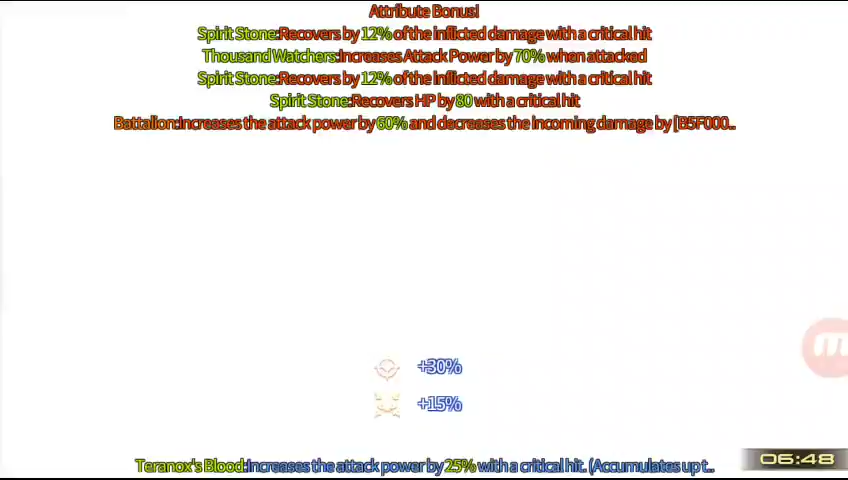 Attribute Bonus!
Spirit Stone:Recovers by 12% of the inflicted damage with a critical hit
Thousand Watchers:Increases Attack Power by 70% when attacked
Spirit Stone:Recovers by 12% of the inflicted damage with a critical hit
Spirit Stone:Recovers HP by 80 with a critical hit
Battalion:Increases the attack power by 60% and decreases the incoming damage by [B5F000..
+30%
+15%
Teranox's Blood:Increases the attack power by 25% with a critical hit. (Accumulates up t..
06:48